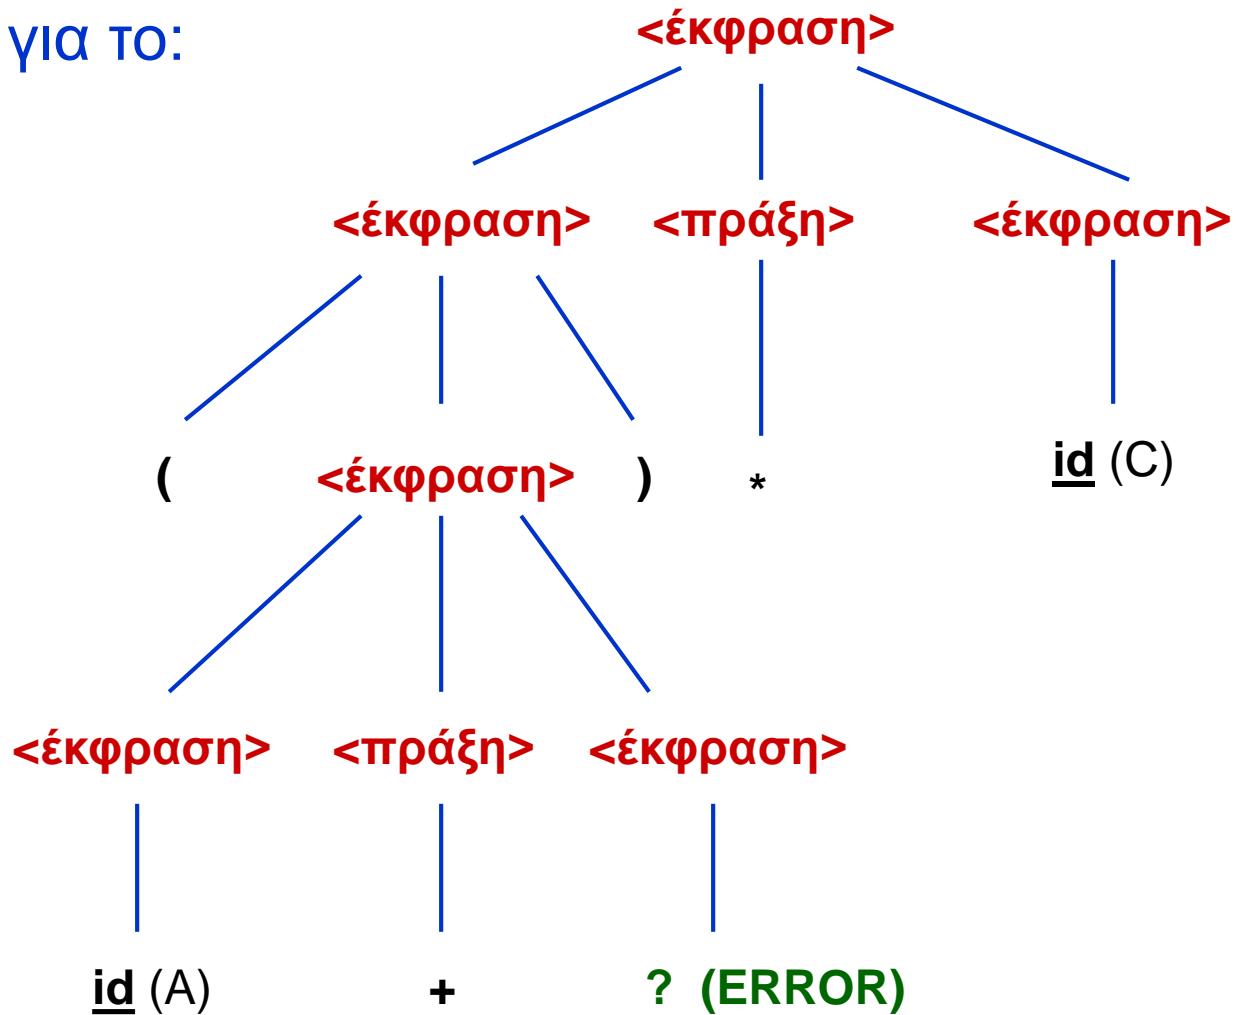 για το:
<έκφραση>
<έκφραση> <πράξη> <έκφραση>
( <έκφραση> ) * id (C)
<έκφραση> <πράξη> <έκφραση>
id (A) + ? (ERROR)